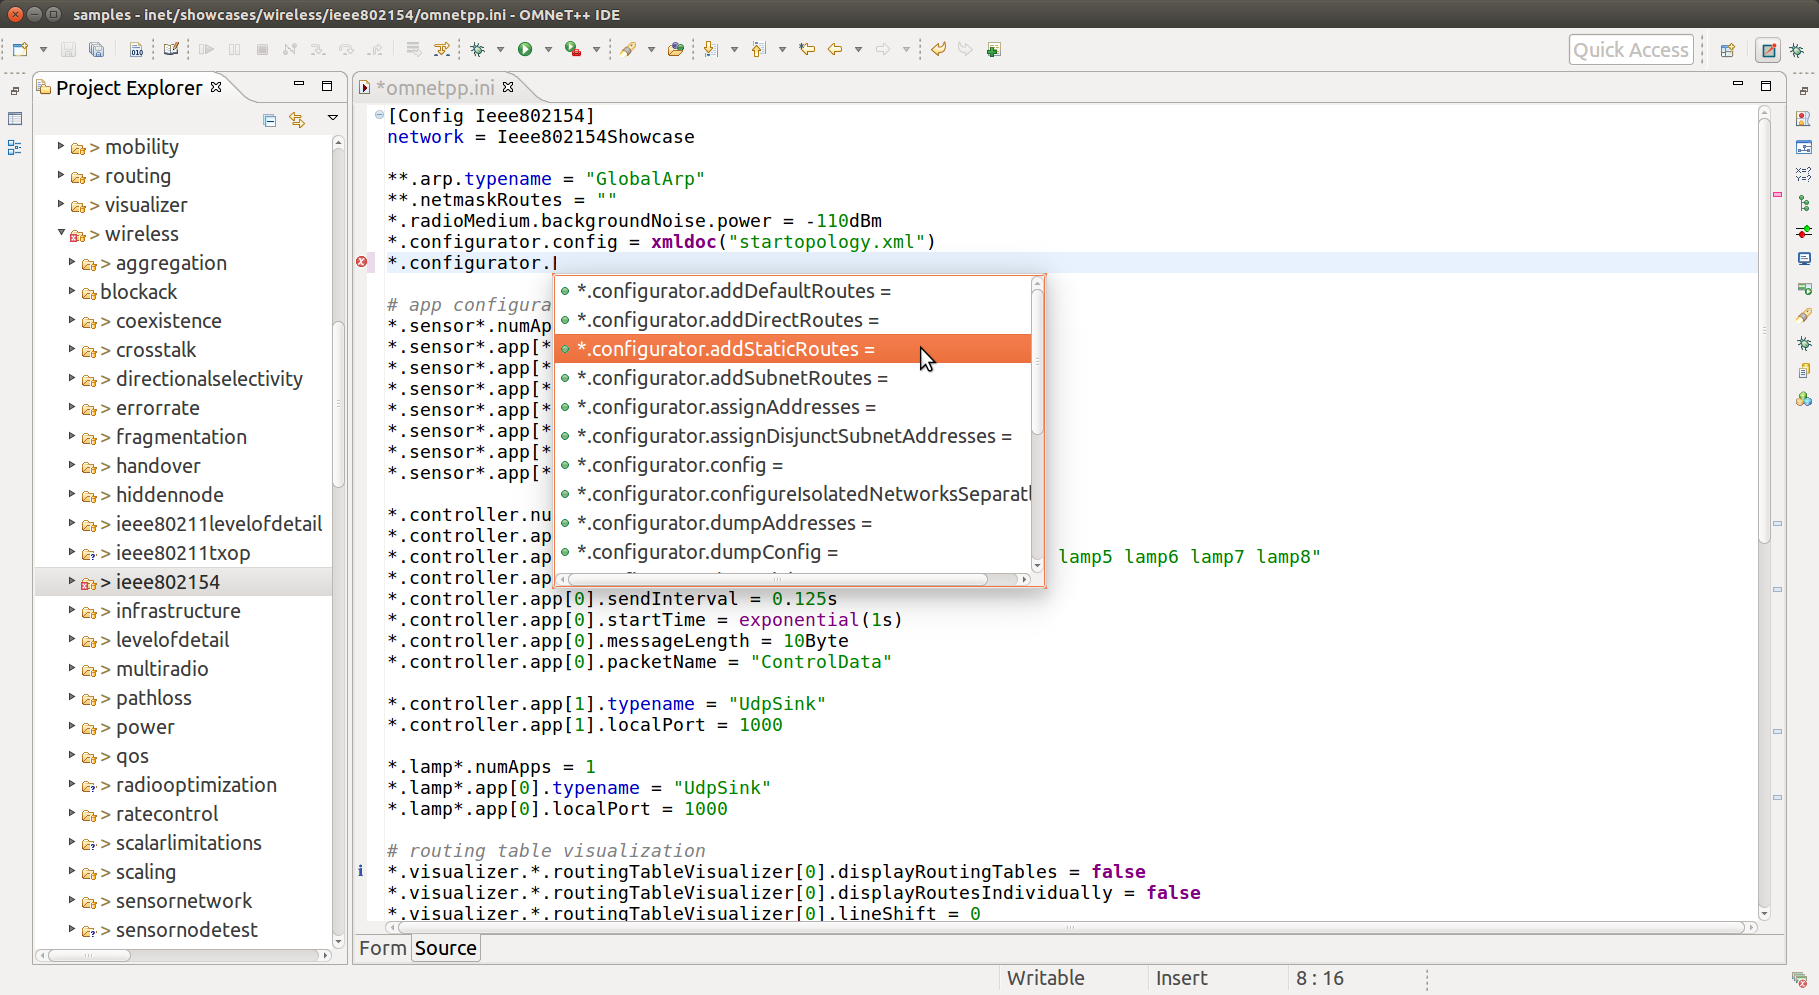 samples - inet/showcases/wireless/ieee802154/omnetpp.ini - OMNeT++ IDE
Quick Access
Project Explorer
> mobility
> routing
> visualizer
> wireless
> aggregation
> blockack
> coexistence
> crosstalk
> directionalselectivity
> errorrate
> fragmentation
> handover
> hiddennode
> ieee80211levelofdetail
> ieee80211txop
> ieee802154
> infrastructure
> levelofdetail
> multiradio
> pathloss
> power
> qos
> radiooptimization
> ratecontrol
> scalarlimitations
> scaling
> sensornetwork
> sensornodetest
*omnetpp.ini
[Config Ieee802154]
network = Ieee802154Showcase
**.arp.typename = "GlobalArp"
**.netmaskRoutes = ""
*.radioMedium.backgroundNoise.power = -110dBm
*.configurator.config = xmldoc("startopology.xml")
*.configurator.
*.configurator.addDefaultRoutes =
*.configurator.addDirectRoutes =
*.configurator.addStaticRoutes =
*.configurator.addSubnetRoutes =
*.configurator.assignAddresses =
*.configurator.assignDisjunctSubnetAddresses =
*.configurator.config =
*.configurator.configureIsolatedNetworksSeparatl
*.configurator.dumpAddresses =
*.configurator.dumpConfig =
# app configura
*.sensor*.numAp
*.sensor*.app[*
*.sensor*.app[*
*.sensor*.app[*
*.sensor*.app[*
*.sensor*.app[*
*.sensor*.app[*
*.sensor*.app[*
*.controller.nu
*.controller.ap
*.controller.ap lamp5 lamp6 lamp7 lamp8"
*.controller.ap
*.controller.app[0].sendInterval = 0.125s
*.controller.app[0].startTime = exponential(1s)
*.controller.app[0].messageLength = 10Byte
*.controller.app[0].packetName = "ControlData"
*.controller.app[1].typename = "UdpSink"
*.controller.app[1].localPort = 1000
*.lamp*.numApps = 1
*.lamp*.app[0].typename = "UdpSink"
*.lamp*.app[0].localPort = 1000
# routing table visualization
*.visualizer.*.routingTableVisualizer[0].displayRoutingTables = false
*.visualizer.*.routingTableVisualizer[0].displayRoutesIndividually = false
*.visualizer.*.routingTableVisualizer[0].lineShift = 0
Form Source
Writable Insert 8 : 16